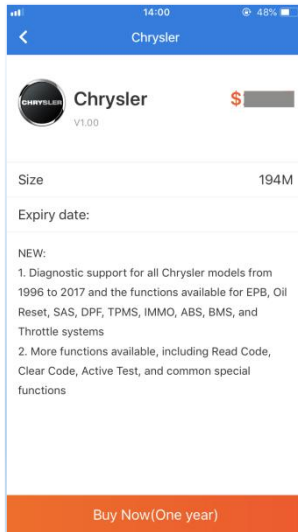 14:00
48%
Chrysler
CHRYSLER
Chrysler
$
V1.00
Size 194M
Expiry date:
NEW:
1. Diagnostic support for all Chrysler models from
1996 to 2017 and the functions available for EPB, Oil
Reset, SAS, DPF, TPMS, IMMO, ABS, BMS, and
Throttle systems
2. More functions available, including Read Code,
Clear Code, Active Test, and common special
functions
Buy Now(One year)